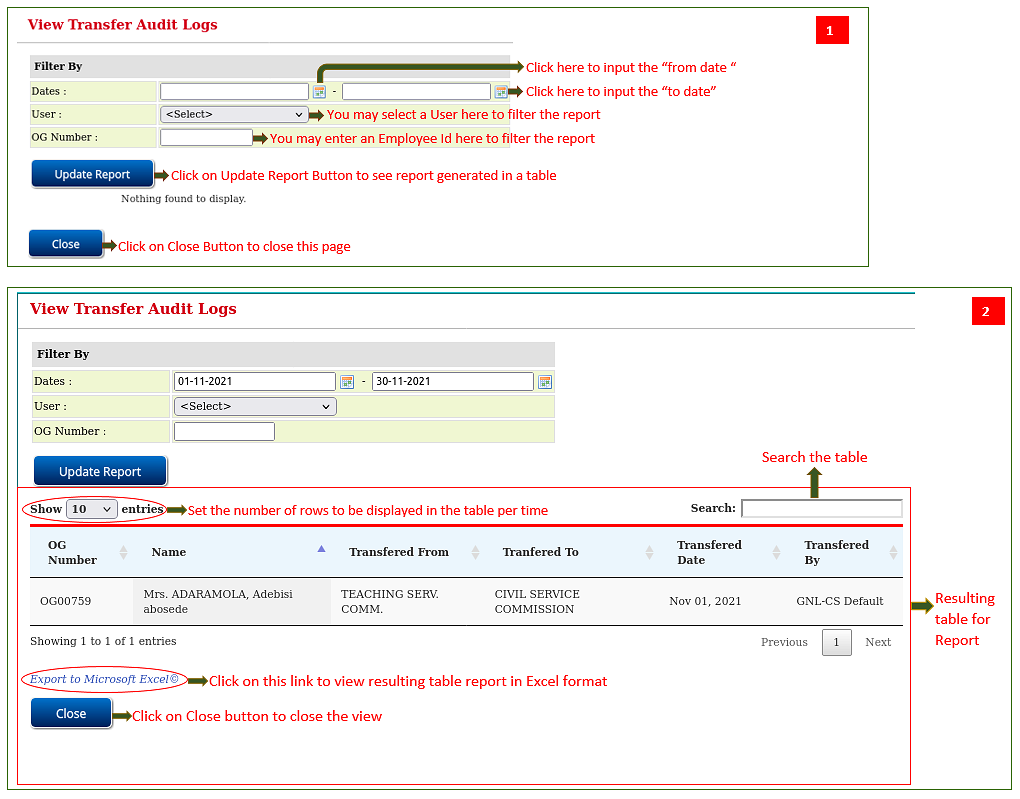 View Transfer Audit Logs
1
Filter By
Click here to input the “from date “
Dates :
-
Click here to input the “to date”
User :
<Select>
You may select a User here to filter the report
OG Number :
You may enter an Employee Id here to filter the report
Update Report
Click on Update Report Button to see report generated in a table
Nothing found to display.
Close
Click on Close Button to close this page
View Transfer Audit Logs
2
Filter By
Dates :
01-11-2021
-
30-11-2021
User :
<Select>
OG Number :
Search the table
Update Report
Show 10 entries
Set the number of rows to be displayed in the table per time
Search:
OG
Number
Name
Transfered From
Tranfered To
Transfered
Date
Transfered
By
OG00759
Mrs. ADARAMOLA, Adebisi
abosede
TEACHING SERV.
COMM.
CIVIL SERVICE
COMMISSION
Nov 01, 2021
GNL-CS Default
Resulting
table for
Report
Showing 1 to 1 of 1 entries
Previous 1 Next
Export to Microsoft Excel©
Click on this link to view resulting table report in Excel format
Close
Click on Close button to close the view